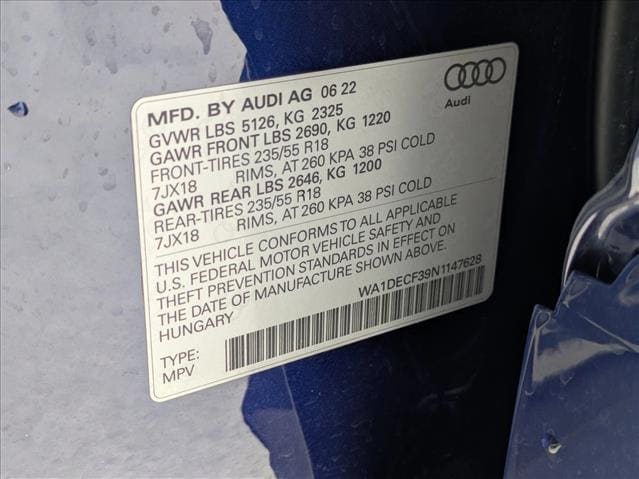 MFD. BY AUDI AG 06 22
Audi
GVWR LBS 5126, KG 2325
GAWR FRONT LBS 2690, KG 1220
FRONT-TIRES 235/55 R18
7JX18 RIMS, AT 260 KPA 38 PSI COLD
GAWR REAR LBS 2646, KG 1200
REAR-TIRES 235/55 R18
7JX18 RIMS, AT 260 KPA 38 PSI COLD
THIS VEHICLE CONFORMS TO ALL APPLICABLE
U.S. FEDERAL MOTOR VEHICLE SAFETY AND
THEFT PREVENTION STANDARDS IN EFFECT ON
THE DATE OF MANUFACTURE SHOWN ABOVE.
HUNGARY
WA1DECF39N1147628
TYPE:
MPV